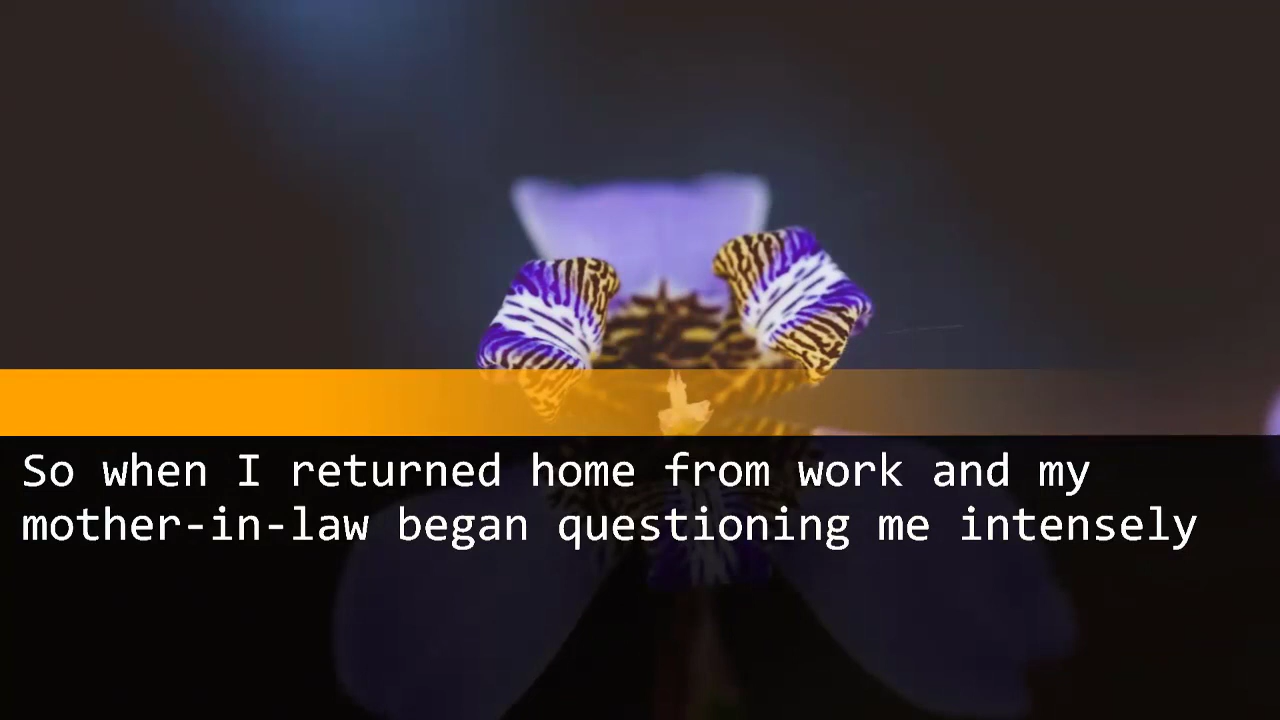 So when I returned home from work and my
mother-in-law began questioning me intensely